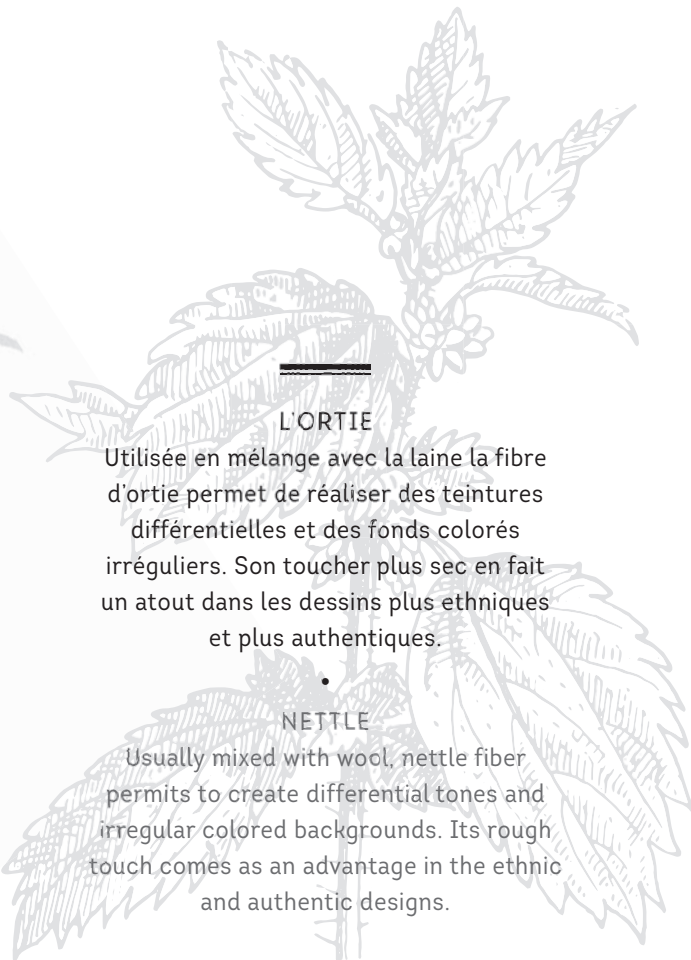 L'ORTIE
Utilisée en mélange avec la laine la fibre
d'ortie permet de réaliser des teintures
différentielles et des fonds colorés
irréguliers. Son toucher plus sec en fait
un atout dans les dessins plus ethniques
et plus authentiques.
•
NETTLE
Usually mixed with wool, nettle fiber
permits to create differential tones and
irregular colored backgrounds. Its rough
touch comes as an advantage in the ethnic
and authentic designs.